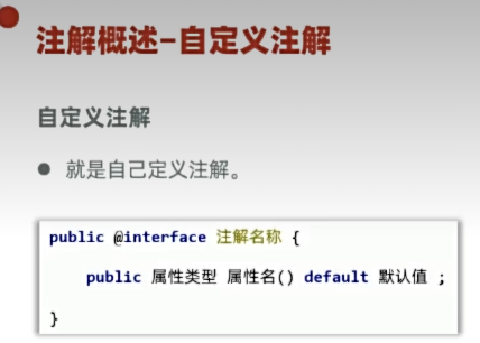 注解概述-自定义注解
自定义注解
● 就是自己定义注解。
public @interface 注解名称 {
public 属性类型 属性名() default 默认值 ;
}